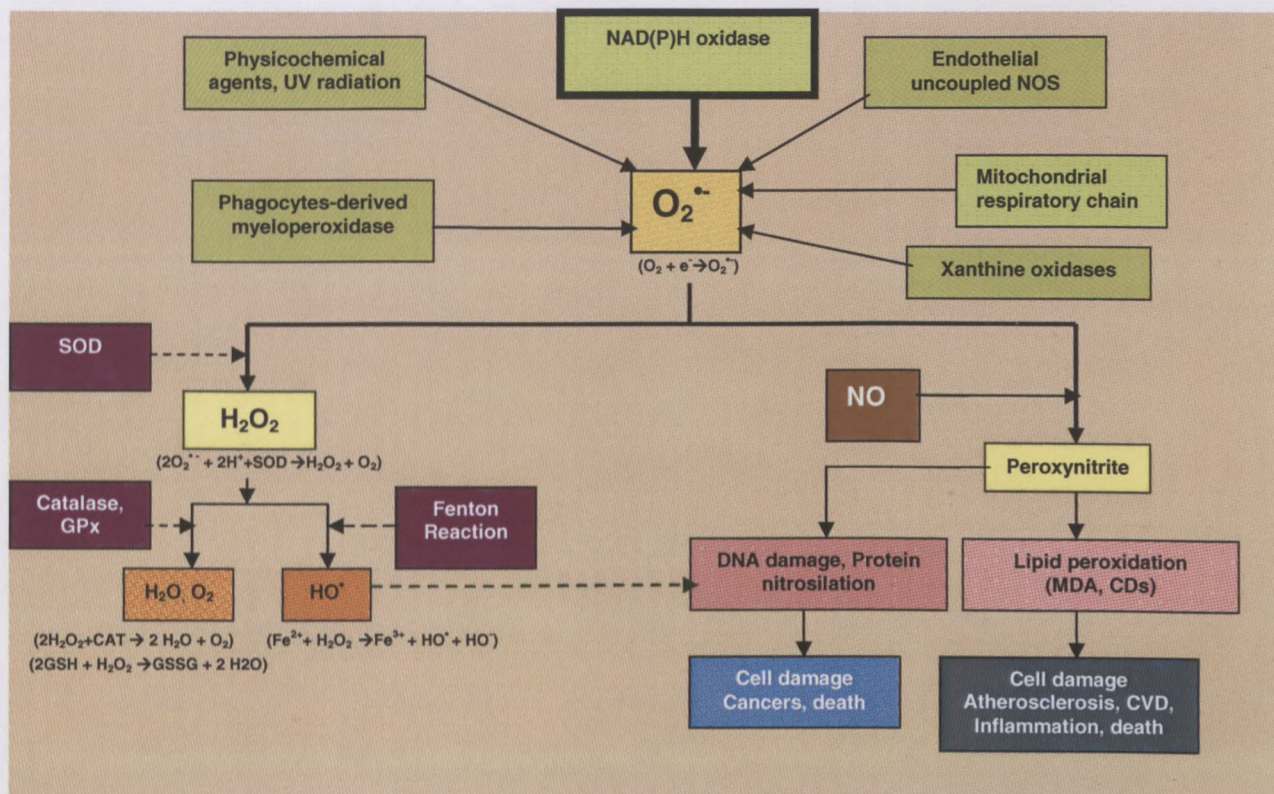 NAD(P)H oxidase
Physicochemical
agents, UV radiation
Endothelial
uncoupled NOS
Phagocytes-derived
myeloperoxidase
O₂•-
Mitochondrial
respiratory chain
(O₂ + e-→O₂•-)
Xanthine oxidases
SOD
NO
H₂O₂
(2O₂•- + 2H⁺+SOD →H₂O₂ + O₂)
Peroxynitrite
Catalase,
GPx
Fenton
Reaction
DNA damage, Protein
nitrosilation
Lipid peroxidation
(MDA, CDs)
H₂O, O₂
HO•
(2H₂O₂+CAT → 2 H₂O + O₂)
(Fe²⁺+ H₂O₂ →Fe³⁺ + HO• + HO⁻)
(2GSH + H₂O₂ →GSSG + 2 H2O)
Cell damage
Cancers, death
Cell damage
Atherosclerosis, CVD,
Inflammation, death